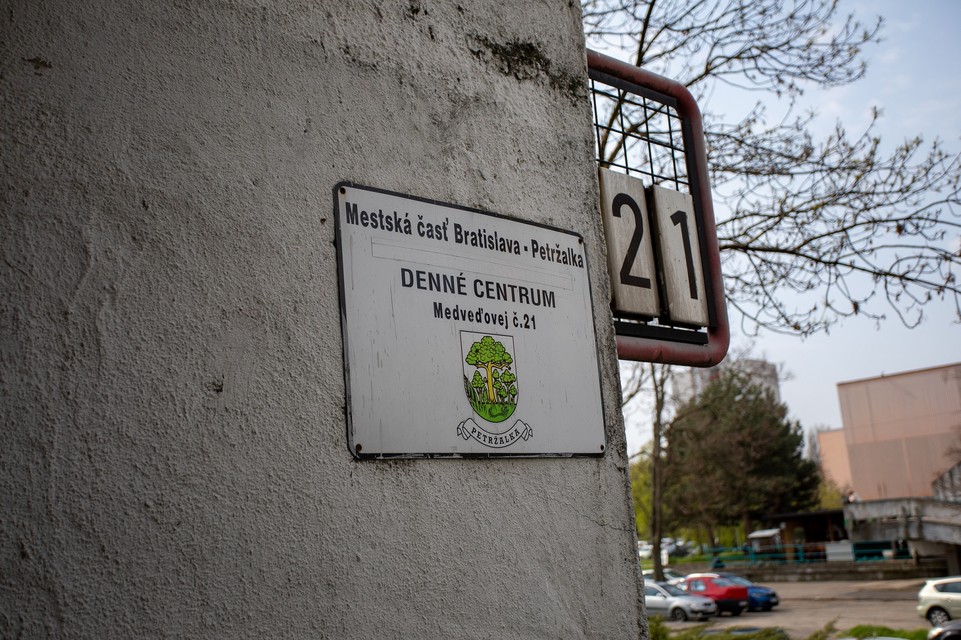 Mestská časť Bratislava - Petržalka
DENNÉ CENTRUM
Medveďovej č.21
PETRŽALKA
21